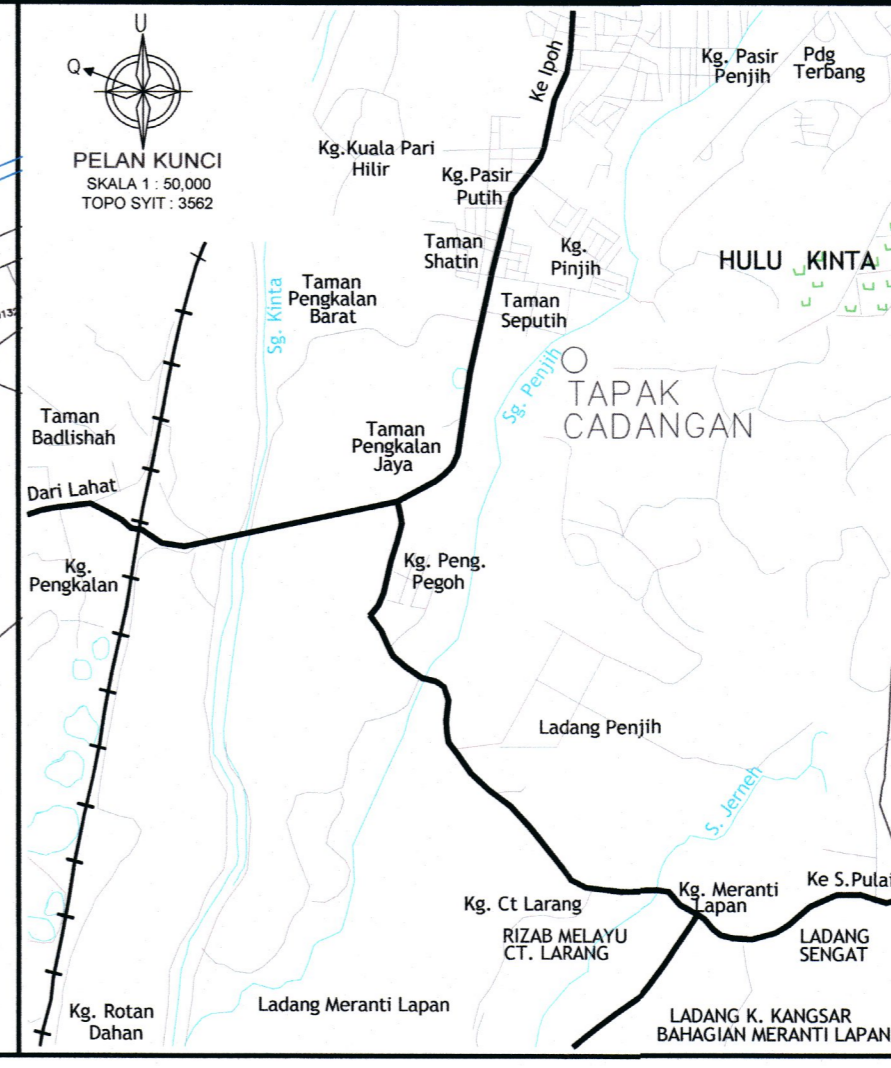 U
Q
PELAN KUNCI
SKALA 1 : 50,000
TOPO SYIT : 3562
Ke Ipoh
Kg. Pasir
Penjih
Pdg
Terbang
Kg.Kuala Pari
Hilir
Kg.Pasir
Putih
Taman
Shatin
Kg.
Pinjih
HULU KINTA
Sg. Kinta
Taman
Pengkalan
Barat
Taman
Seputih
Sg. Penjih
TAPAK
CADANGAN
Taman
Badlishah
Taman
Pengkalan
Jaya
Dari Lahat
Kg.
Pengkalan
Kg. Peng.
Pegoh
Ladang Penjih
S. Jerneh
Kg. Ct Larang
Kg. Meranti
Lapan
Ke S.Pulai
RIZAB MELAYU
CT. LARANG
LADANG
SENGAT
Kg. Rotan
Dahan
Ladang Meranti Lapan
LADANG K. KANGSAR
BAHAGIAN MERANTI LAPAN